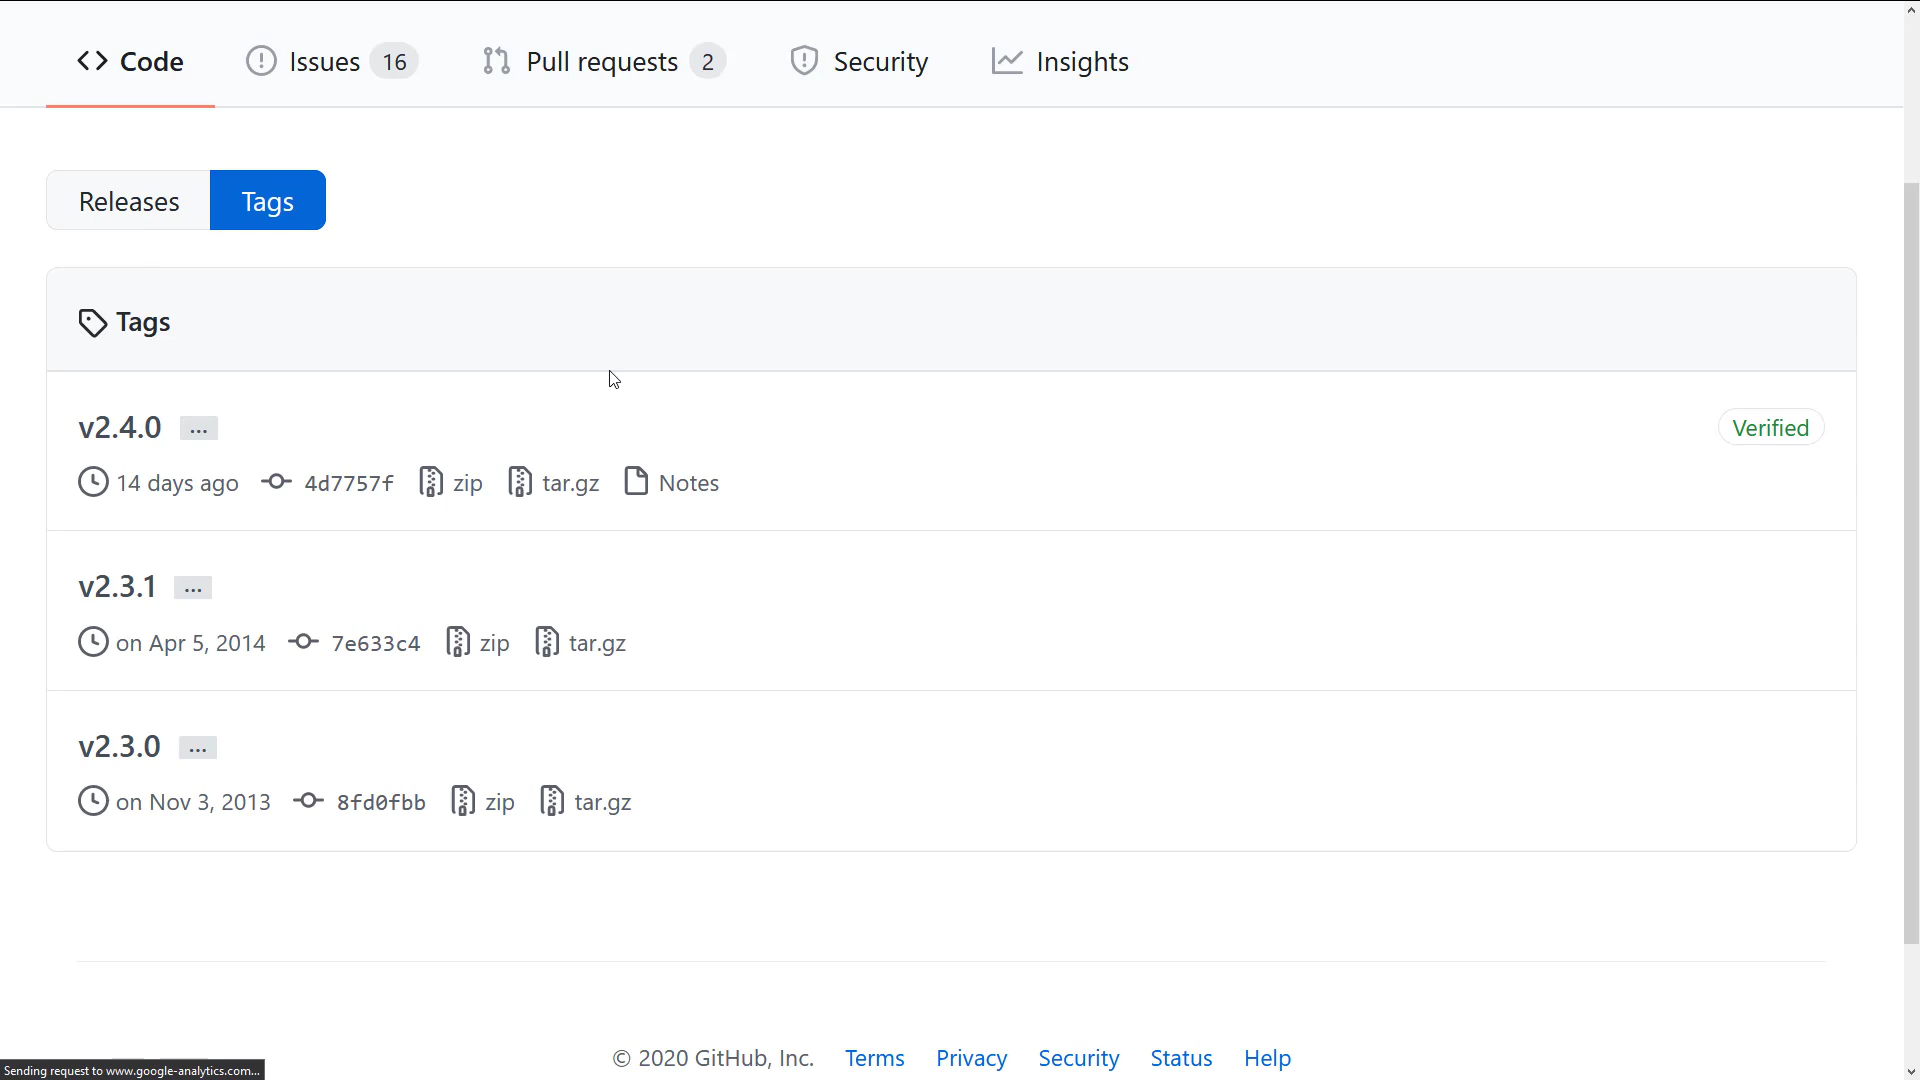 Code Issues 16 Pull requests 2 Security Insights
Releases Tags
Tags
v2.4.0 ... Verified
14 days ago 4d7757f zip tar.gz Notes
v2.3.1 ...
on Apr 5, 2014 7e633c4 zip tar.gz
v2.3.0 ...
on Nov 3, 2013 8fd0fbb zip tar.gz
© 2020 GitHub, Inc. Terms Privacy Security Status Help
Sending request to www.google-analytics.com...